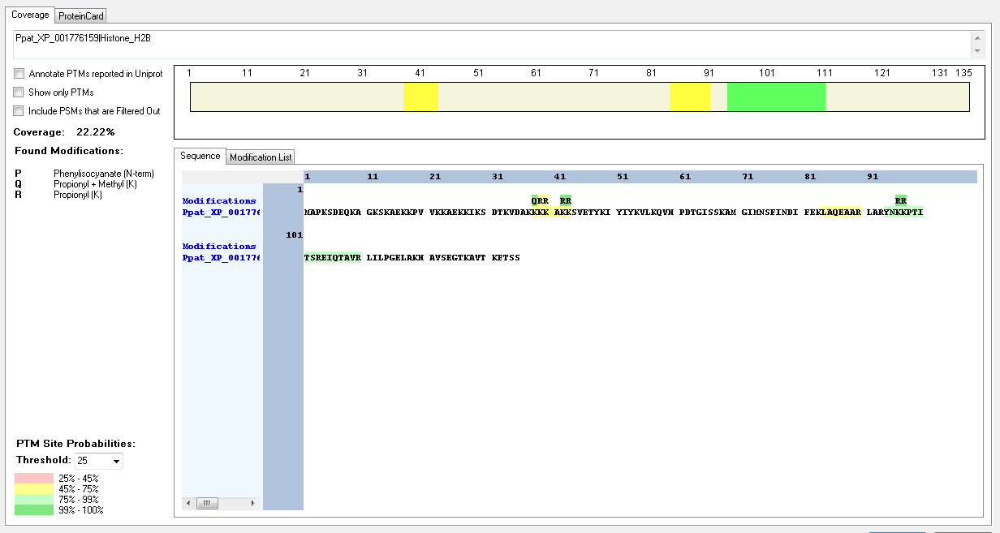 Coverage ProteinCard
Ppat_XP_001776159|Histone_H2B
Annotate PTMs reported in Uniprot
Show only PTMs
Include PSMs that are Filtered Out
Coverage: 22.22%
Found Modifications:
P Phenylisocyanate (N-term)
Q Propionyl + Methyl (K)
R Propionyl (K)
1 11 21 31 41 51 61 71 81 91 101 111 121 131 135
Sequence Modification List
1 11 21 31 41 51 61 71 81 91
1
Modifications QRR RR RR
Ppat_XP_001776 MAPKSDEQKA GKSKAEKKPV VKKAEKKIKS DTKVDAKKKK AKKSVETYKI YIYKVLKQVH PDTGISSKAM GIMNSFINDI FEKLAQEAAR LARYNKKPTI
101
Modifications
Ppat_XP_001776 TSREIQTAVR LILPGELAKH AVSEGTKAVT KFTSS
PTM Site Probabilities:
Threshold: 25
25% - 45%
45% - 75%
75% - 99%
99% - 100%